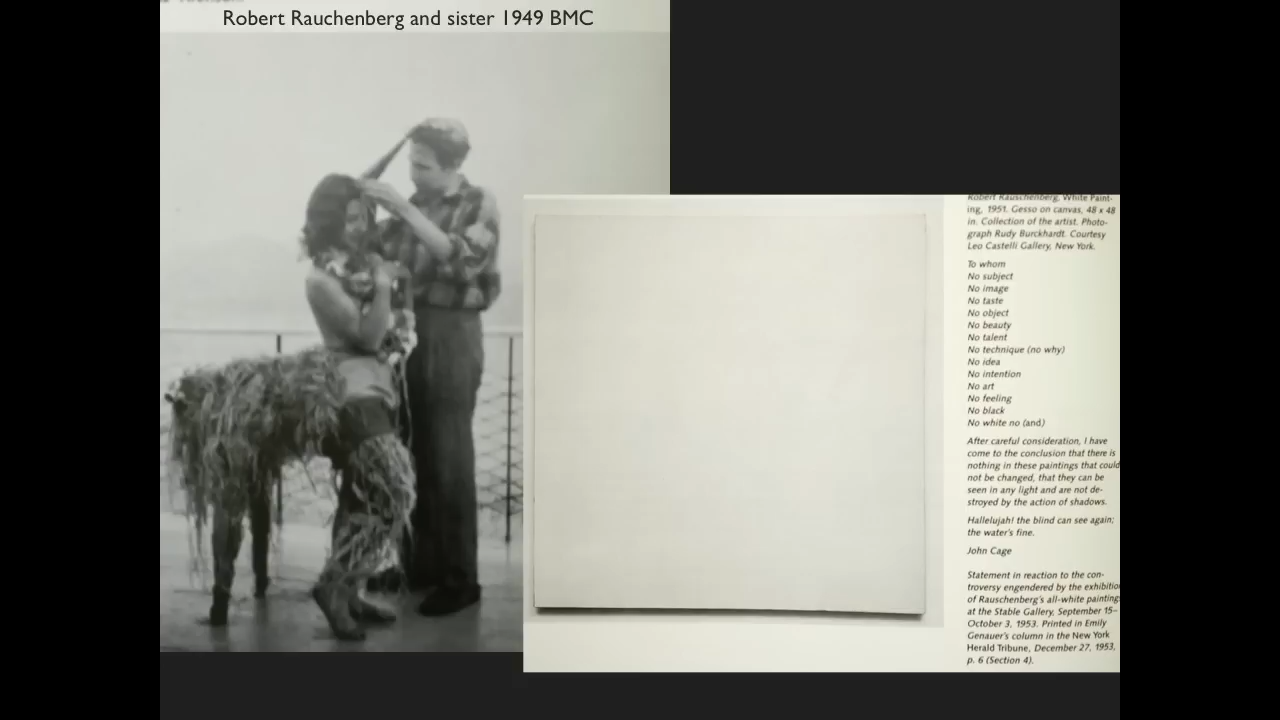 Robert Rauchenberg and sister 1949 BMC
Robert Rauschenberg, White Paint-
ing, 1951. Gesso on canvas, 48 x 48
in. Collection of the artist. Photo-
graph Rudy Burckhardt. Courtesy
Leo Castelli Gallery, New York.
To whom
No subject
No image
No taste
No object
No beauty
No talent
No technique (no why)
No idea
No intention
No art
No feeling
No black
No white no (and)
After careful consideration, I have
come to the conclusion that there is
nothing in these paintings that could
not be changed, that they can be
seen in any light and are not de-
stroyed by the action of shadows.
Hallelujah! the blind can see again;
the water's fine.
John Cage
Statement in reaction to the con-
troversy engendered by the exhibition
of Rauschenberg's all-white paintings
at the Stable Gallery, September 15–
October 3, 1953. Printed in Emily
Genauer's column in the New York
Herald Tribune, December 27, 1953,
p. 6 (Section 4).